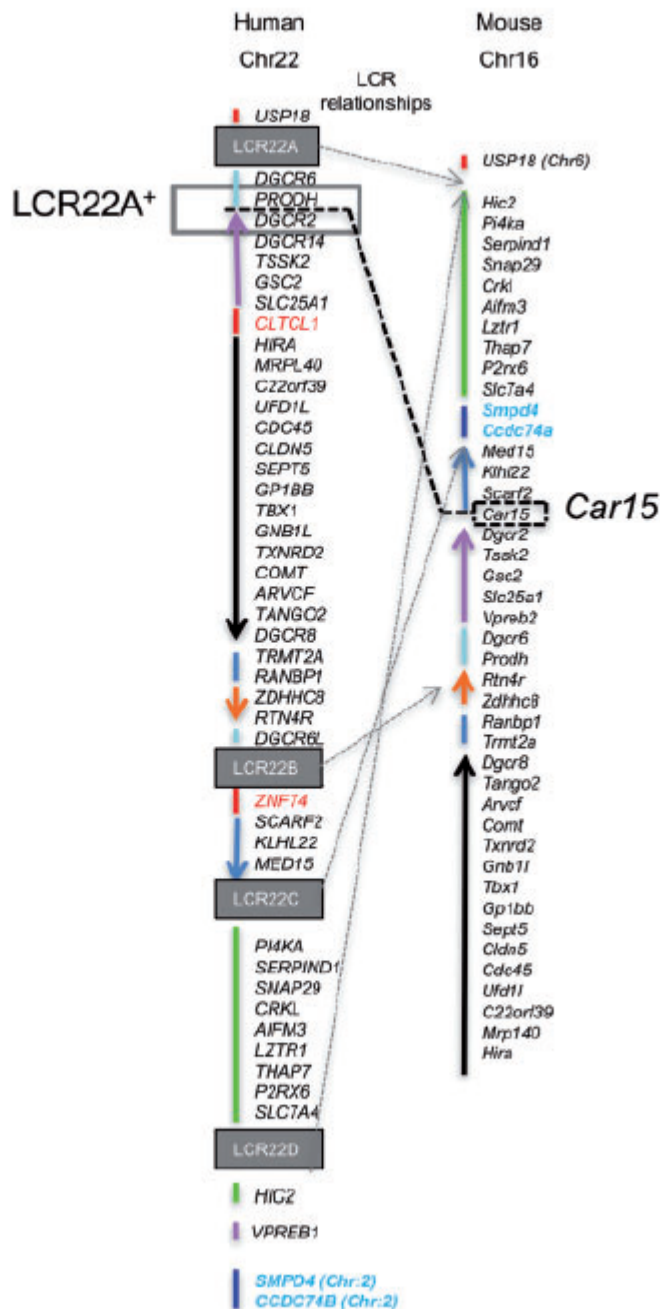 Human
Chr22
LCR
relationships
Mouse
Chr16
USP18
LCR22A
DGCR6
PRODH
LCR22A+
DGCR2
DGCR14
TSSK2
GSC2
SLC25A1
CLTCL1
HIRA
MRPL40
C22orf39
UFD1L
CDC45
CLDN5
SEPT5
GP1BB
TBX1
GNB1L
TXNRD2
COMT
ARVCF
TANGO2
DGCR8
TRMT2A
RANBP1
ZDHHC8
RTN4R
DGCR6L
LCR22B
ZNF74
SCARF2
KLHL22
MED15
LCR22C
PI4KA
SERPIND1
SNAP29
CRKL
AIFM3
LZTR1
THAP7
P2RX6
SLC7A4
LCR22D
HIC2
VPREB1
SMPD4 (Chr:2)
CCDC74B (Chr:2)
USP18 (Chr6)
Hic2
Pi4ka
Serpind1
Snap29
Crkl
Aifm3
Lztr1
Thap7
P2rx6
Slc7a4
Smpd4
Ccdc74a
Med15
Klhl22
Scarf2
Car15
Car15
Dgcr2
Tssk2
Gsc2
Slc25a1
Vpreb2
Dgcr6
Prodh
Rtn4r
Zdhhc8
Ranbp1
Trmt2a
Dgcr8
Tango2
Arvcf
Comt
Txnrd2
Gnb1l
Tbx1
Gp1bb
Sept5
Cldn5
Cdc45
Ufd1l
C22orf39
Mrp140
Hira